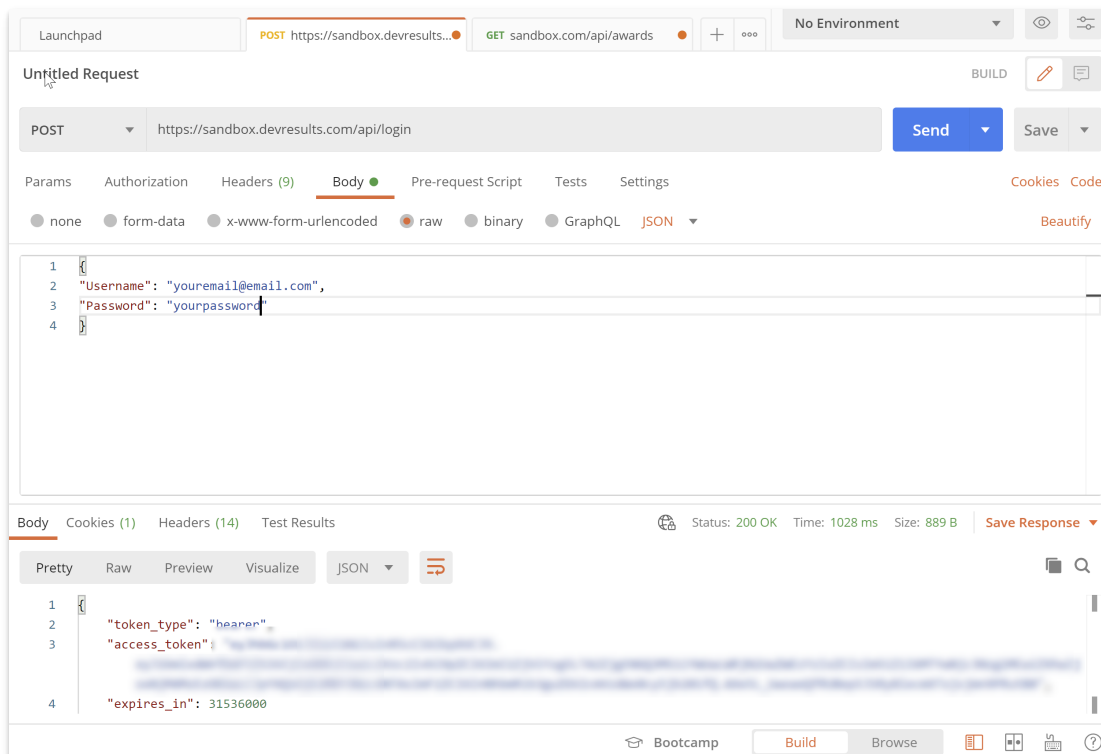 Launchpad
POST https://sandbox.devresults...
GET sandbox.com/api/awards
No Environment
Untitled Request
BUILD
POST
https://sandbox.devresults.com/api/login
Send
Save
Params Authorization Headers (9) Body Pre-request Script Tests Settings
Cookies Code
none form-data x-www-form-urlencoded raw binary GraphQL JSON
Beautify
1 {
2 "Username": "youremail@email.com",
3 "Password": "yourpassword"
4 }
Body Cookies (1) Headers (14) Test Results
Status: 200 OK Time: 1028 ms Size: 889 B Save Response
Pretty Raw Preview Visualize JSON
1 {
2 "token_type": "bearer",
3 "access_token":
4 "expires_in": 31536000
Bootcamp Build Browse